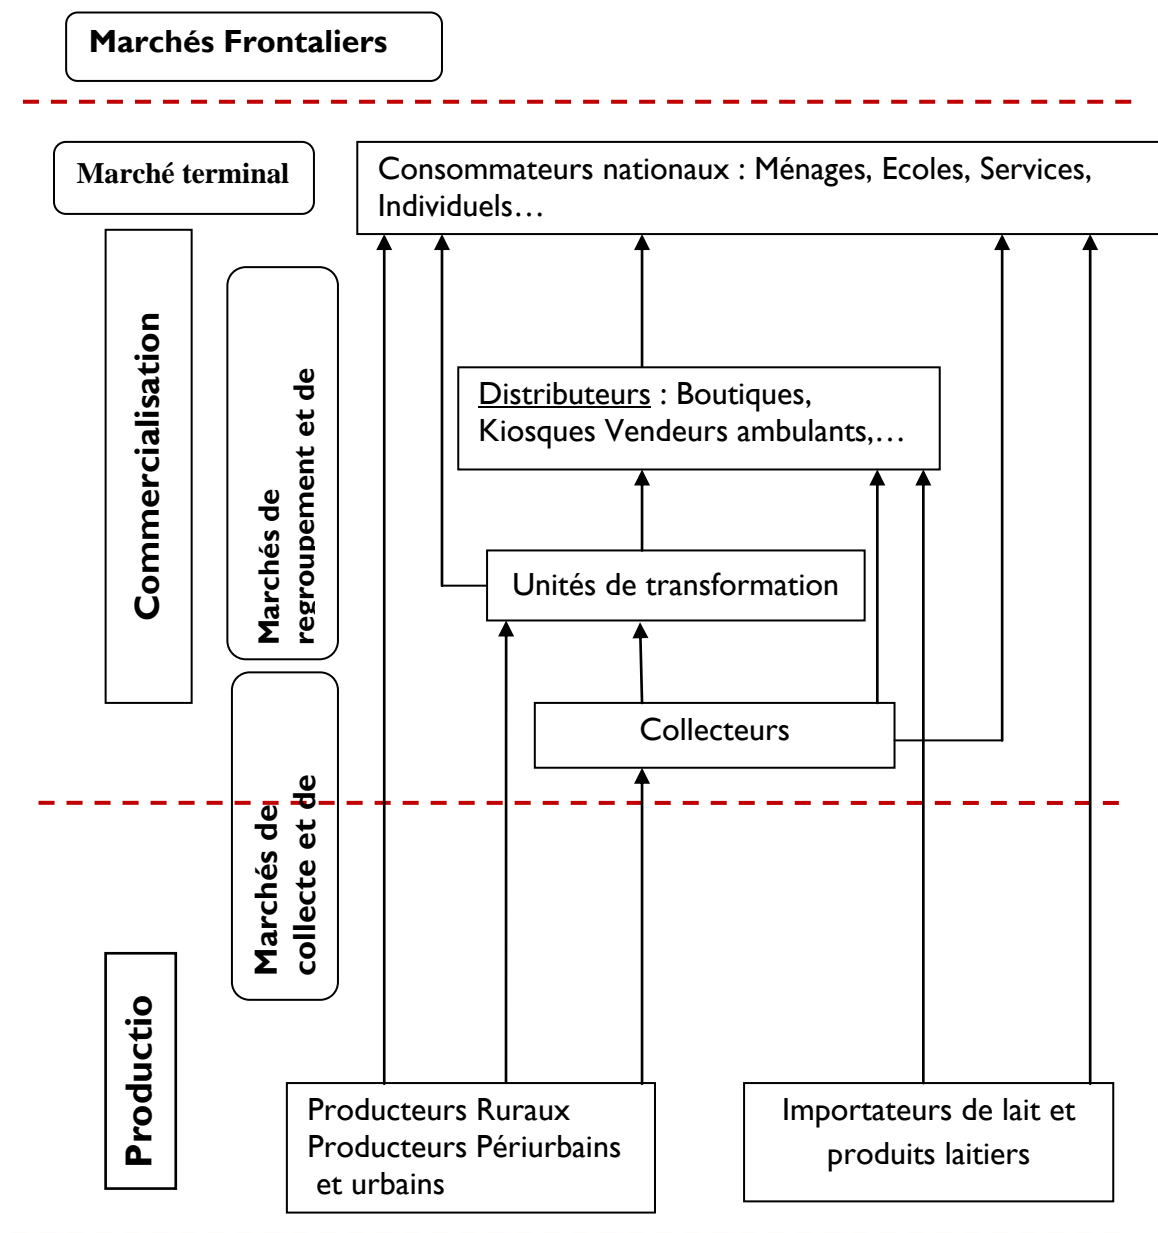 Marchés Frontaliers
Marché terminal
Consommateurs nationaux : Ménages, Ecoles, Services,
Individuels…
Commercialisation
Marchés de
regroupement et de
Distributeurs : Boutiques,
Kiosques Vendeurs ambulants,…
Unités de transformation
Collecteurs
Marchés de
collecte et de
Productio
Producteurs Ruraux
Producteurs Périurbains
et urbains
Importateurs de lait et
produits laitiers